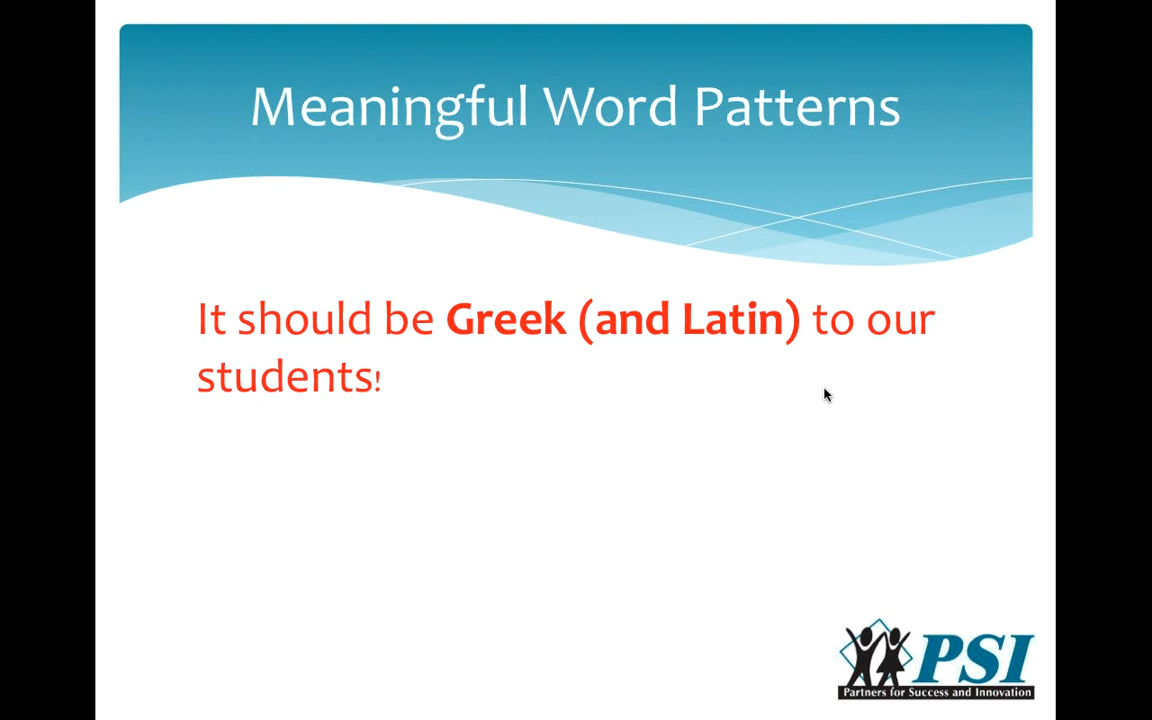 Meaningful Word Patterns
It should be Greek (and Latin) to our
students!
PSI
Partners for Success and Innovation